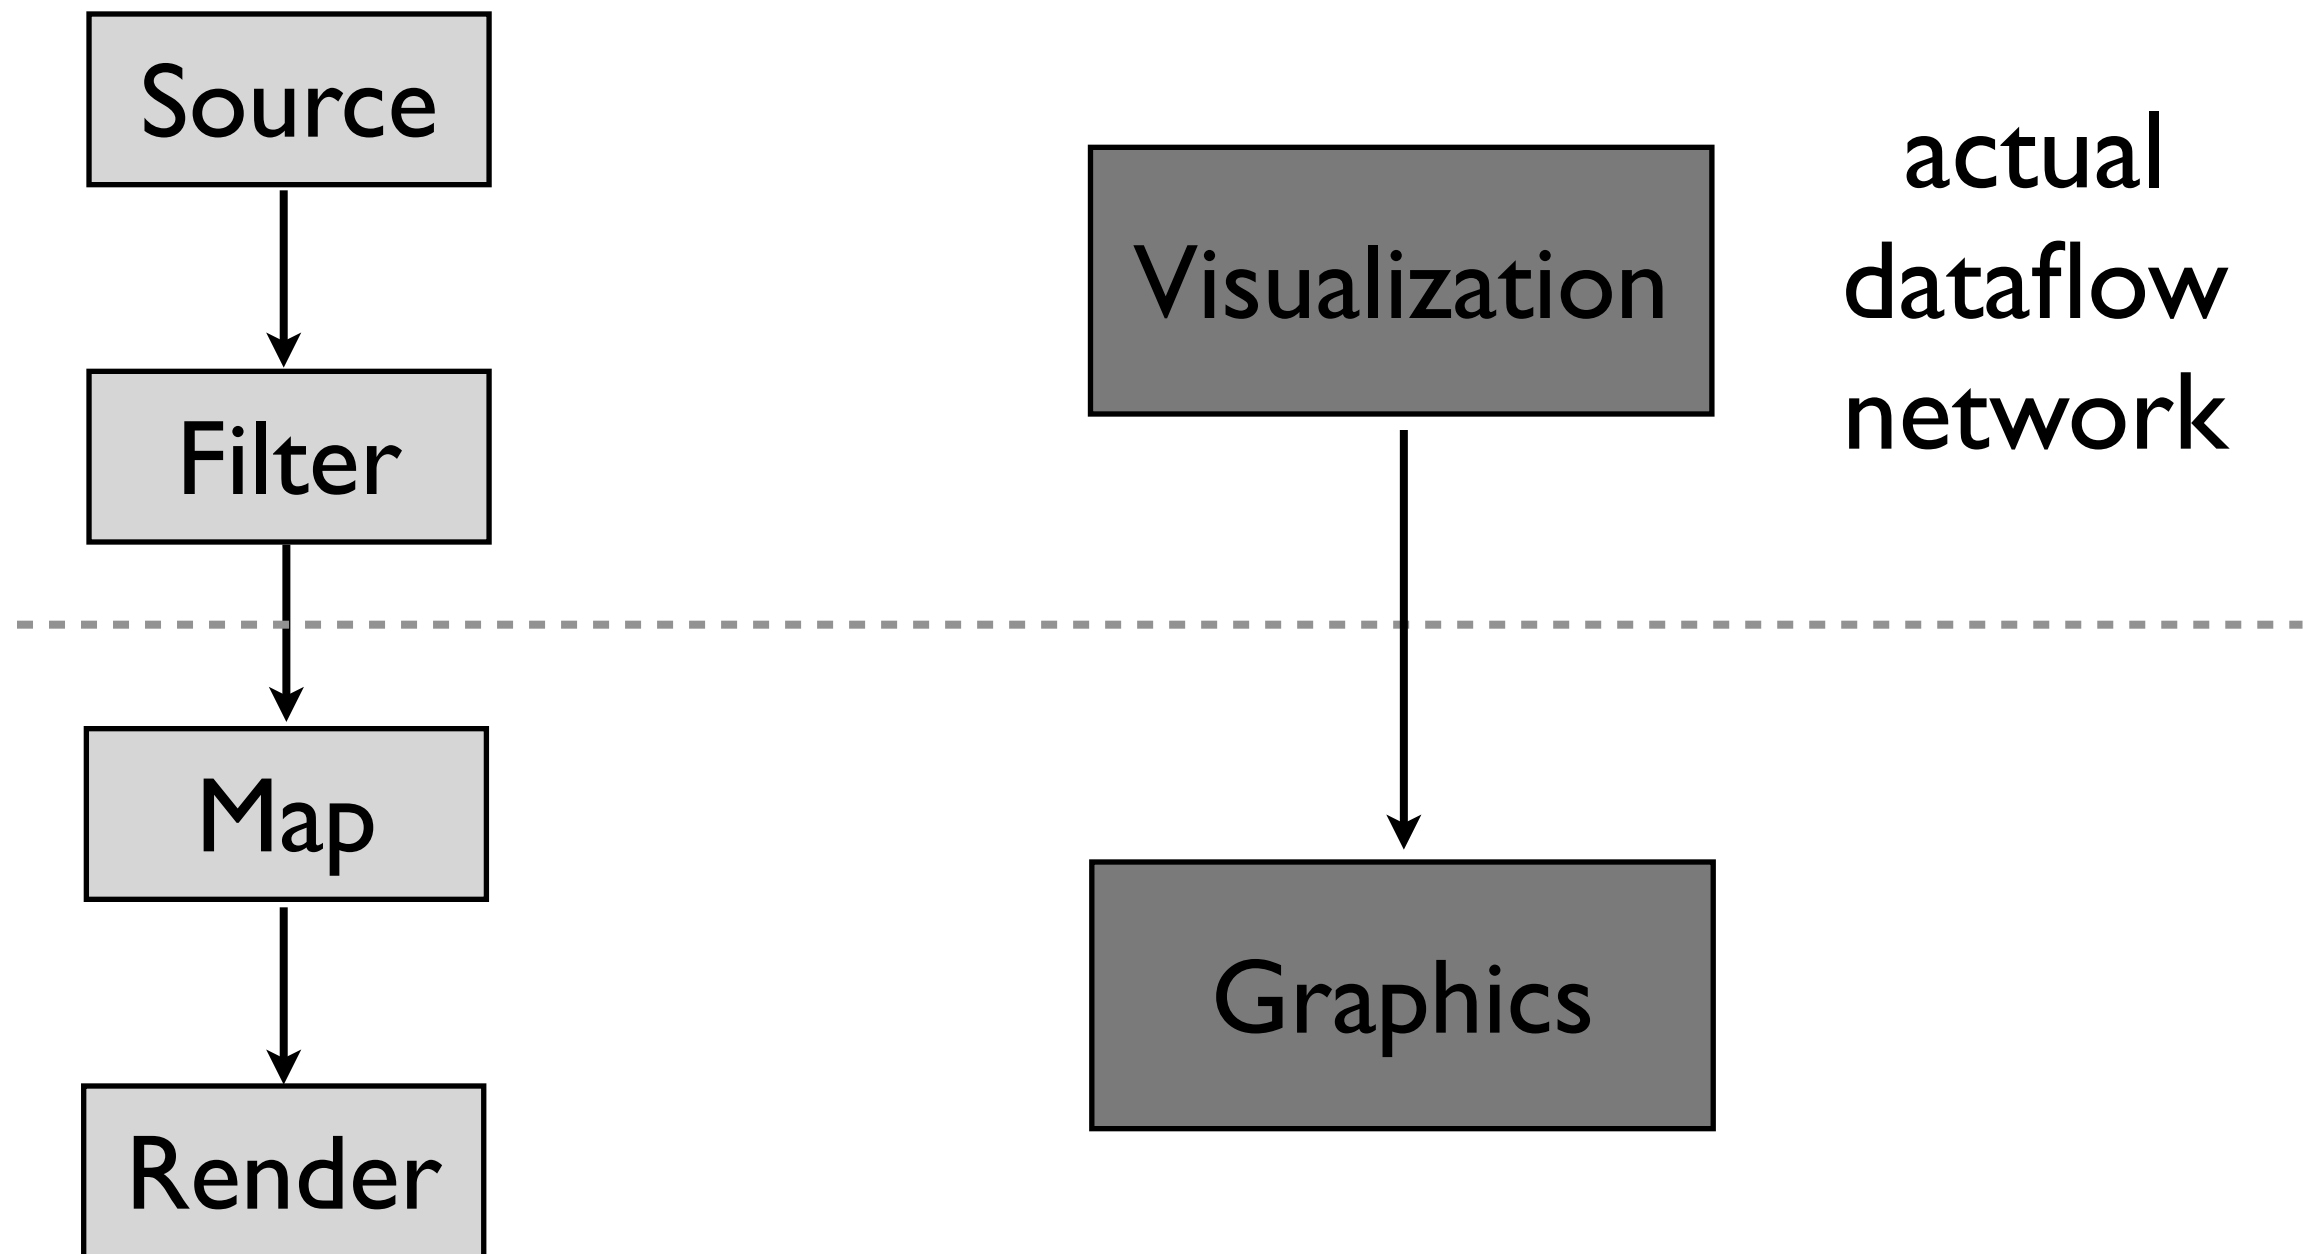 Source
Filter
Map
Render
Visualization
Graphics
actual
dataflow
network